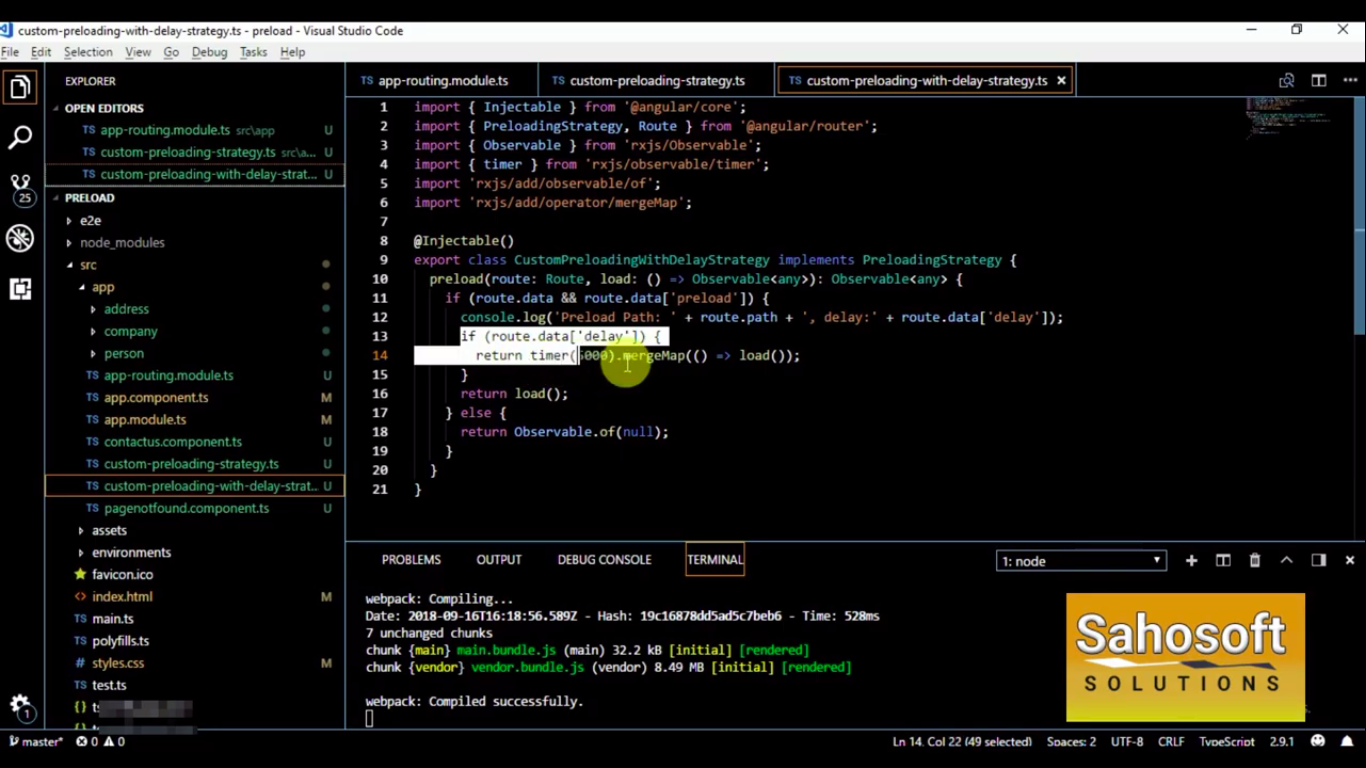 custom-preloading-with-delay-strategy.ts - preload - Visual Studio Code
File Edit Selection View Go Debug Tasks Help
EXPLORER
OPEN EDITORS
TS app-routing.module.ts src\app U
TS custom-preloading-strategy.ts src\a... U
TS custom-preloading-with-delay-strat... U
25
PRELOAD
e2e
node_modules
src
app
address
company
person
TS app-routing.module.ts U
TS app.component.ts M
TS app.module.ts M
TS contactus.component.ts U
TS custom-preloading-strategy.ts U
TS custom-preloading-with-delay-strat... U
TS pagenotfound.component.ts U
assets
environments
favicon.ico
<> index.html M
TS main.ts
TS polyfills.ts
# styles.css M
TS test.ts
{} ts
1
TS app-routing.module.ts TS custom-preloading-strategy.ts TS custom-preloading-with-delay-strategy.ts
1 import { Injectable } from '@angular/core';
2 import { PreloadingStrategy, Route } from '@angular/router';
3 import { Observable } from 'rxjs/Observable';
4 import { timer } from 'rxjs/observable/timer';
5 import 'rxjs/add/observable/of';
6 import 'rxjs/add/operator/mergeMap';
7
8 @Injectable()
9 export class CustomPreloadingWithDelayStrategy implements PreloadingStrategy {
10 preload(route: Route, load: () => Observable<any>): Observable<any> {
11 if (route.data && route.data['preload']) {
12 console.log('Preload Path: ' + route.path + ', delay:' + route.data['delay']);
13 if (route.data['delay']) {
14 return timer(5000).mergeMap(() => load());
15 }
16 return load();
17 } else {
18 return Observable.of(null);
19 }
20 }
21 }
PROBLEMS OUTPUT DEBUG CONSOLE TERMINAL 1: node
webpack: Compiling...
Date: 2018-09-16T16:18:56.589Z - Hash: 19c16878dd5ad5c7beb6 - Time: 528ms
7 unchanged chunks
chunk {main} main.bundle.js (main) 32.2 kB [initial] [rendered]
chunk {vendor} vendor.bundle.js (vendor) 8.49 MB [initial] [rendered]
webpack: Compiled successfully.
Sahosoft
SOLUTIONS
master* 0 0 Ln 14, Col 22 (49 selected) Spaces: 2 UTF-8 CRLF TypeScript 2.9.1